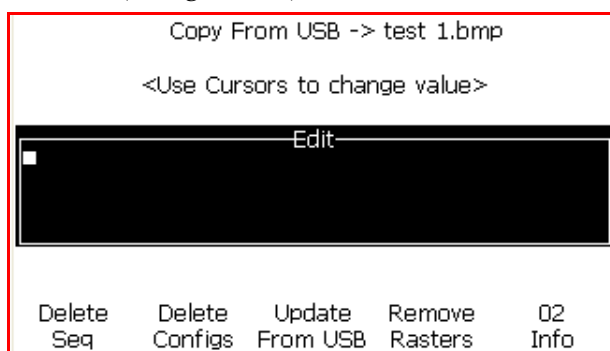 Copy From USB -> test 1.bmp
<Use Cursors to change value>
Edit
Delete Delete Update Remove 02
Seq Configs From USB Rasters Info